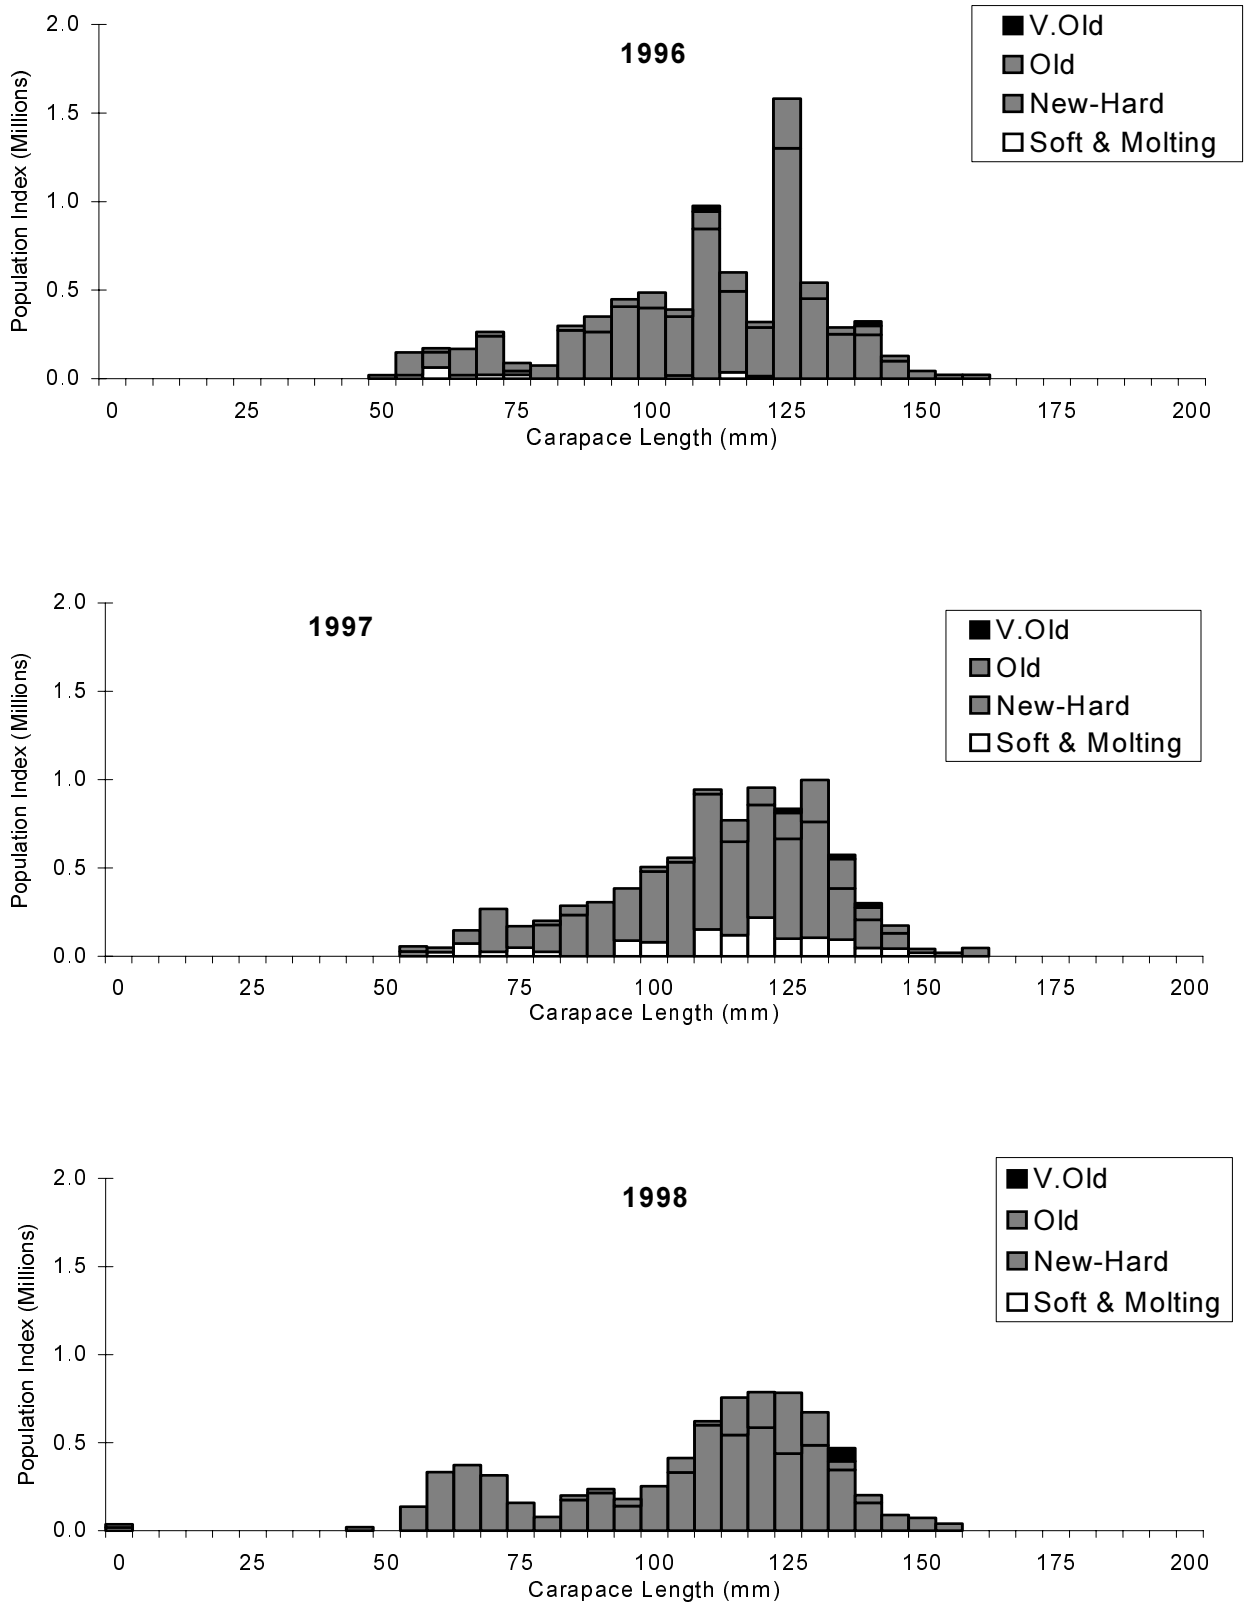 1996
V.Old
Old
New-Hard
Soft & Molting
Population Index (Millions)
2.0
1.5
1.0
0.5
0.0
0 25 50 75 100 125 150 175 200
Carapace Length (mm)
1997
V.Old
Old
New-Hard
Soft & Molting
Population Index (Millions)
2.0
1.5
1.0
0.5
0.0
0 25 50 75 100 125 150 175 200
Carapace Length (mm)
1998
V.Old
Old
New-Hard
Soft & Molting
Population Index (Millions)
2.0
1.5
1.0
0.5
0.0
0 25 50 75 100 125 150 175 200
Carapace Length (mm)